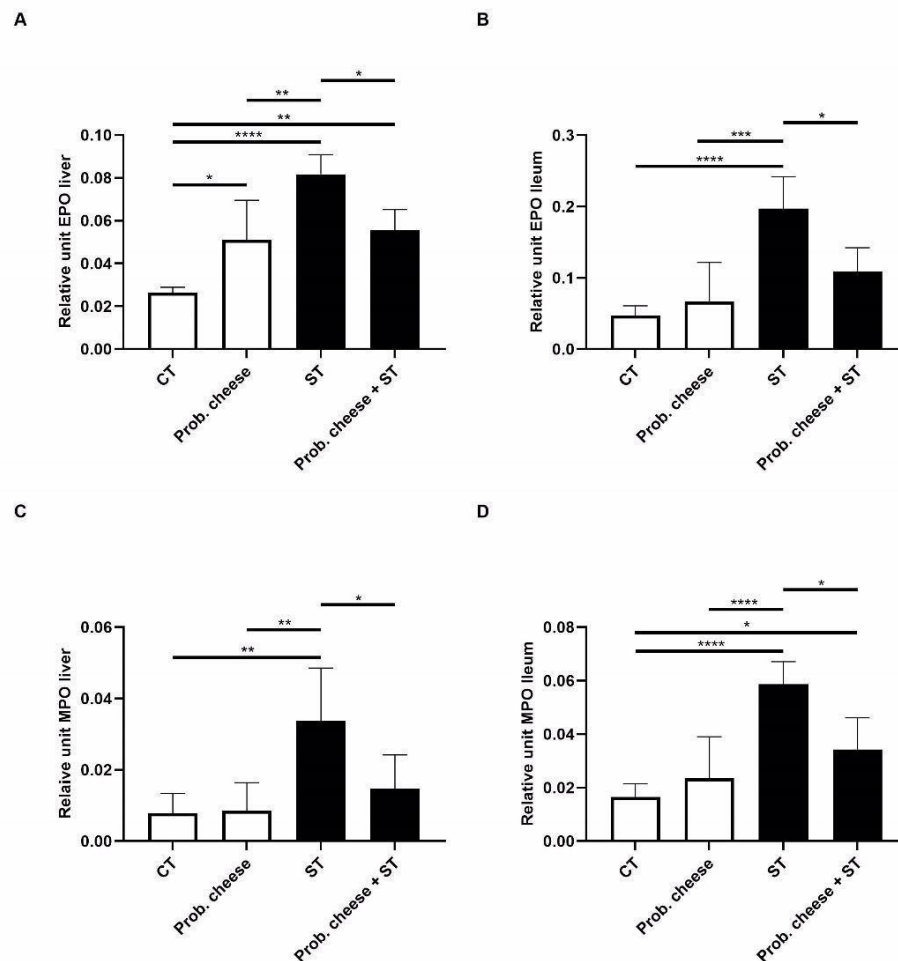 A
*
**
**
****
*
Relative unit EPO liver
0.10
0.08
0.06
0.04
0.02
0.00
CT
Prob. cheese
ST
Prob. cheese + ST
B
*
***
****
Relative unit EPO Ileum
0.3
0.2
0.1
0.0
CT
Prob. cheese
ST
Prob. cheese + ST
C
*
**
**
Relaive unit MPO liver
0.06
0.04
0.02
0.00
CT
Prob. cheese
ST
Prob. cheese + ST
D
*
****
*
****
Relative unit MPO Ileum
0.08
0.06
0.04
0.02
0.00
CT
Prob. cheese
ST
Prob. cheese + ST